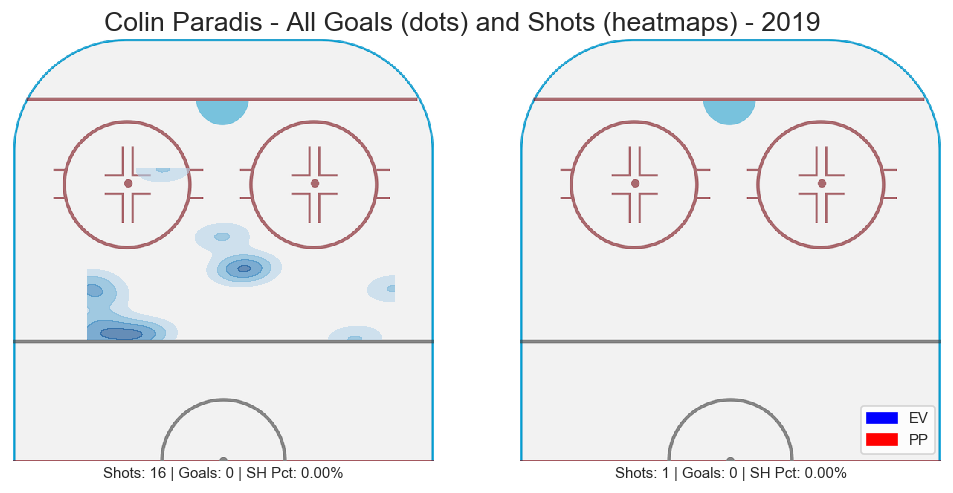 Colin Paradis - All Goals (dots) and Shots (heatmaps) - 2019
EV
PP
Shots: 16 | Goals: 0 | SH Pct: 0.00%
Shots: 1 | Goals: 0 | SH Pct: 0.00%